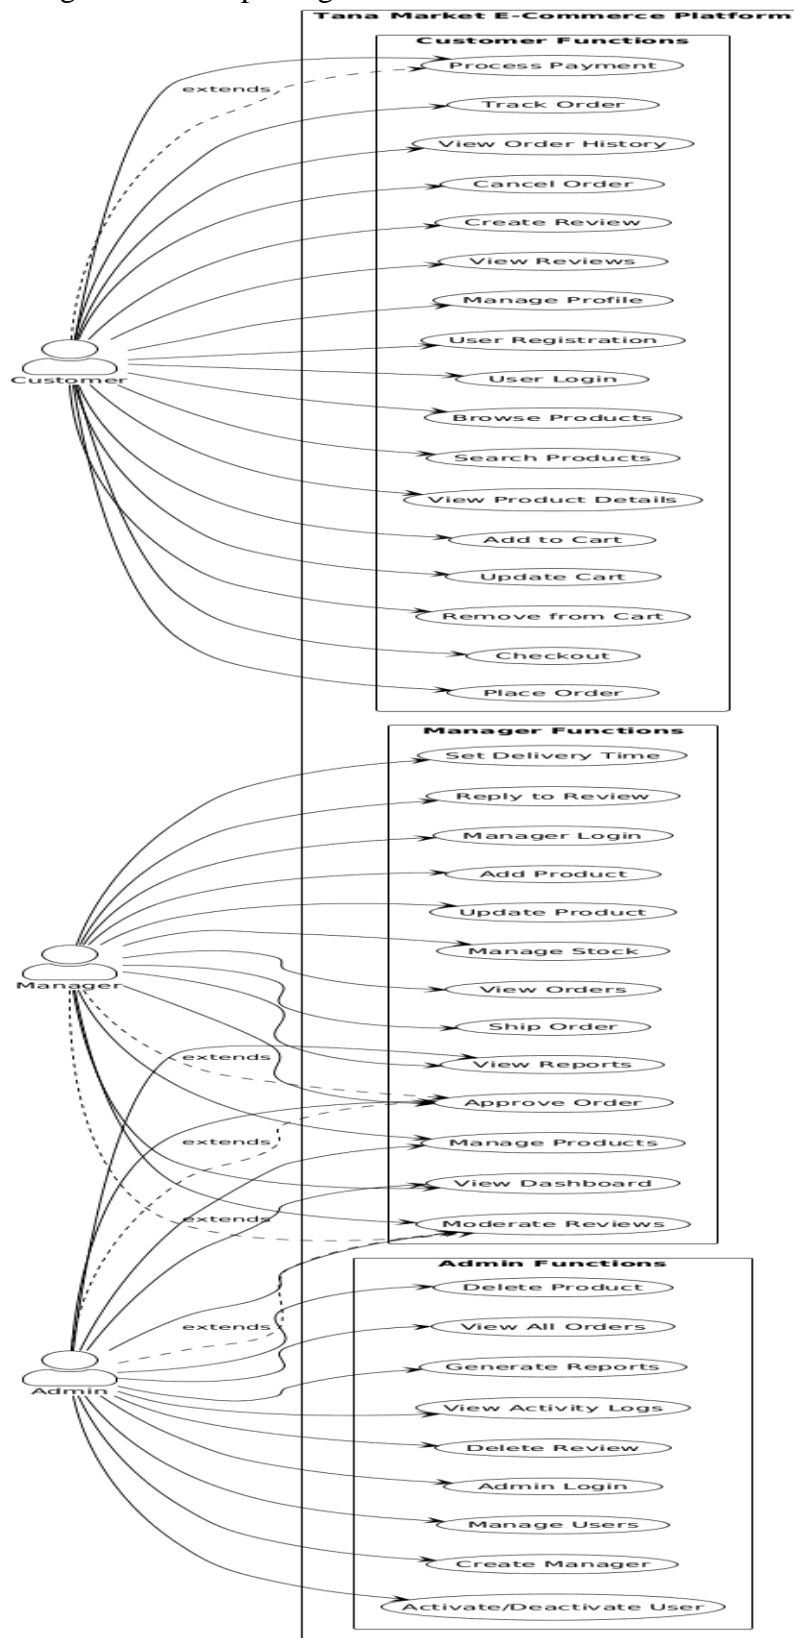 Tana Market E-Commerce Platform
Customer Functions
Process Payment
extends
Track Order
View Order History
Cancel Order
Create Review
View Reviews
Manage Profile
User Registration
Customer
User Login
Browse Products
Search Products
View Product Details
Add to Cart
Update Cart
Remove from Cart
Checkout
Place Order
Manager Functions
Set Delivery Time
Reply to Review
Manager Login
Add Product
Update Product
Manage Stock
Manager
View Orders
Ship Order
extends
View Reports
Approve Order
extends
Manage Products
View Dashboard
extends
Moderate Reviews
Admin Functions
Delete Product
extends
View All Orders
Generate Reports
Admin
View Activity Logs
Delete Review
Admin Login
Manage Users
Create Manager
Activate/Deactivate User